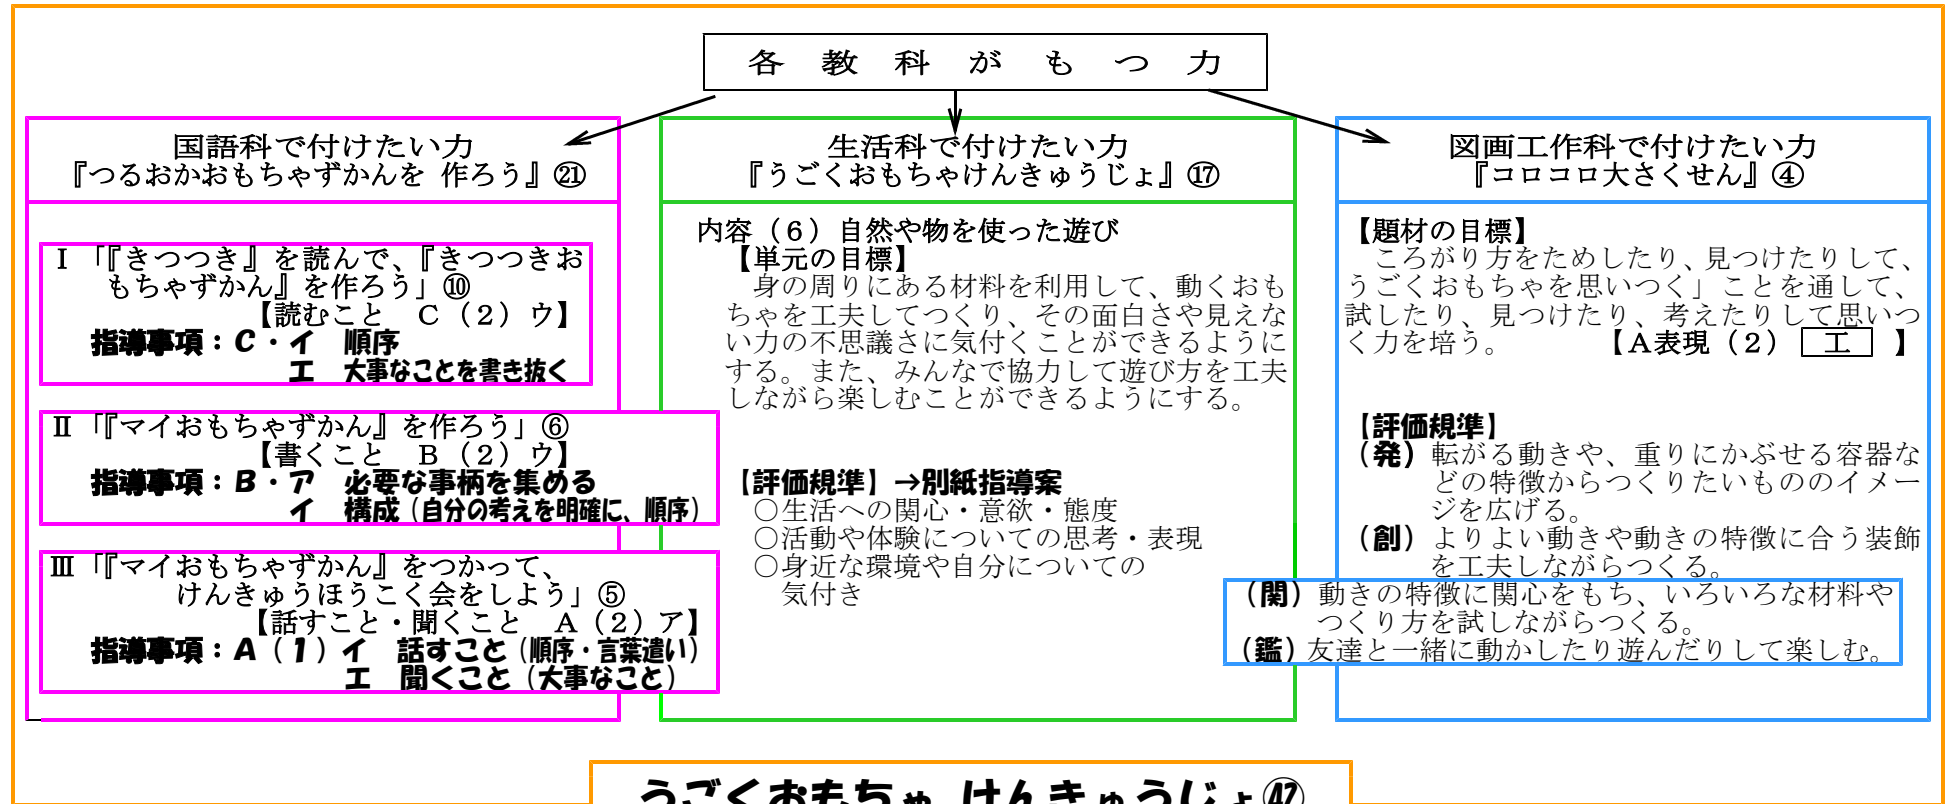 各教科がもつ力
国語科で付けたい力
『つるおかおもちゃずかんを 作ろう』㉑
Ⅰ「『きつつき』を読んで、『きつつきお
もちゃずかん』を作ろう」⑩
【読むこと C（2）ウ】
指導事項：C・イ 順序
エ 大事なことを書き抜く
Ⅱ「『マイおもちゃずかん』を作ろう」⑥
【書くこと B（2）ウ】
指導事項：B・ア 必要な事柄を集める
イ 構成（自分の考えを明確に、順序）
Ⅲ「『マイおもちゃずかん』をつかって、
けんきゅうほうこく会をしよう」⑤
【話すこと・聞くこと A（2）ア】
指導事項：A（1）イ 話すこと（順序・言葉遣い）
エ 聞くこと（大事なこと）
生活科で付けたい力
『うごくおもちゃけんきゅうじょ』⑰
内容（6）自然や物を使った遊び
【単元の目標】
身の周りにある材料を利用して、動くおも
ちゃを工夫してつくり、その面白さや見えな
い力の不思議さに気付くことができるように
する。また、みんなで協力して遊び方を工夫
しながら楽しむことができるようにする。
【評価規準】→別紙指導案
○生活への関心・意欲・態度
○活動や体験についての思考・表現
○身近な環境や自分についての
気付き
図画工作科で付けたい力
『コロコロ大さくせん』④
【題材の目標】
ころがり方をためしたり、見つけたりして、
うごくおもちゃを思いつく」ことを通して、
試したり、見つけたり、考えたりして思いつ
く力を培う。 【A表現（2） エ 】
【評価規準】
（発）転がる動きや、重りにかぶせる容器な
どの特徴からつくりたいもののイメー
ジを広げる。
（創）よりよい動きや動きの特徴に合う装飾
を工夫しながらつくる。
（関）動きの特徴に関心をもち、いろいろな材料や
つくり方を試しながらつくる。
（鑑）友達と一緒に動かしたり遊んだりして楽しむ。
うごくおもちゃ けんきゅうじょ㊷